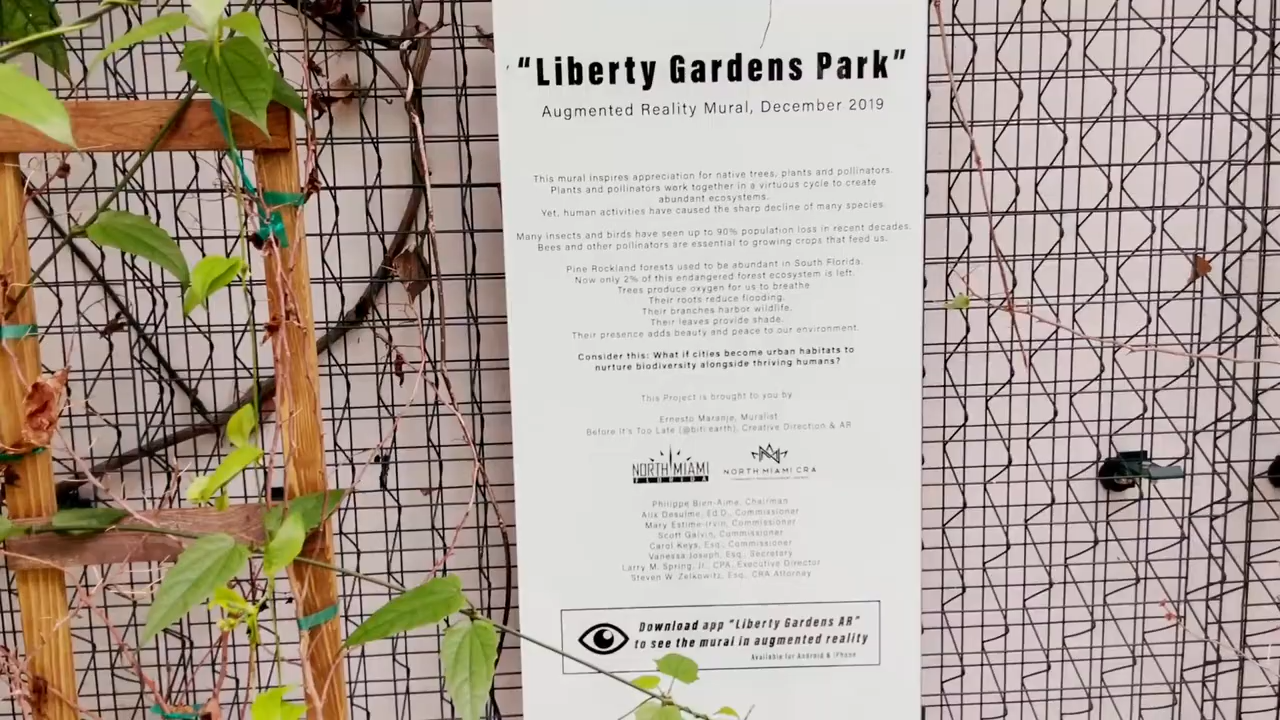 "Liberty Gardens Park"
Augmented Reality Mural, December 2019
This mural inspires appreciation for native trees, plants and pollinators.
Plants and pollinators work together in a virtuous cycle to create
abundant ecosystems.
Yet, human activities have caused the sharp decline of many species.
Many insects and birds have seen up to 90% population loss in recent decades.
Bees and other pollinators are essential to growing crops that feed us.
Pine Rockland forests used to be abundant in South Florida.
Now only 2% of this endangered forest ecosystem is left.
Trees produce oxygen for us to breathe
Their roots reduce flooding.
Their branches harbor wildlife.
Their leaves provide shade.
Their presence adds beauty and peace to our environment.
Consider this: What if cities become urban habitats to
nurture biodiversity alongside thriving humans?
This Project is brought to you by
Ernesto Maranje, Muralist
Before It's Too Late (@biti.earth), Creative Direction & AR
NORTH MIAMI
FLORIDA
NORTH MIAMI CRA
COMMUNITY REDEVELOPMENT AGENCY
Philippe Bien-Aime, Chairman
Alix Desulme, Ed.D., Commissioner
Mary Estime-Irvin, Commissioner
Scott Galvin, Commissioner
Carol Keys, Esq., Commissioner
Vanessa Joseph, Esq., Secretary
Larry M. Spring, Jr., CPA, Executive Director
Steven W. Zelkowitz, Esq., CRA Attorney
Download app "Liberty Gardens AR"
to see the mural in augmented reality
Available for Android & iPhone